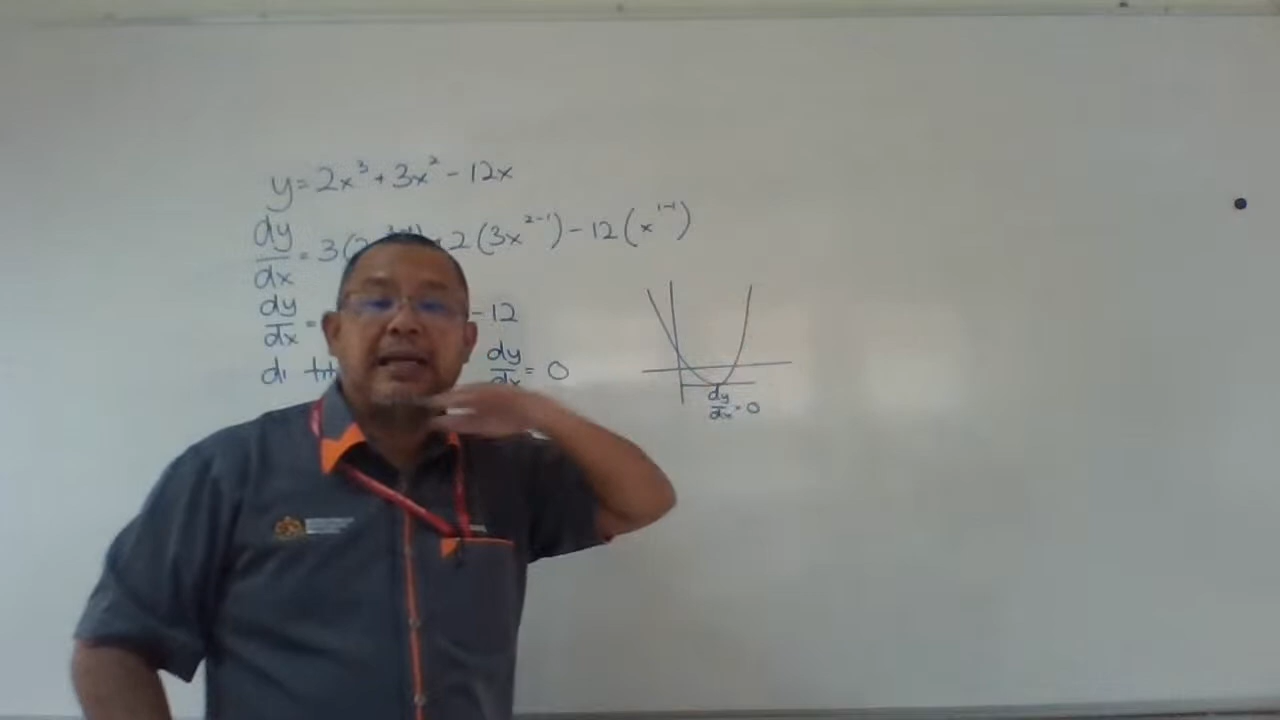 y = 2x³ + 3x² - 12x
dy/dx = 3(2 2(3x²⁻¹) - 12(x¹⁻¹)
dy/dx = - 12
di dy/dx = 0
dy/dx = 0